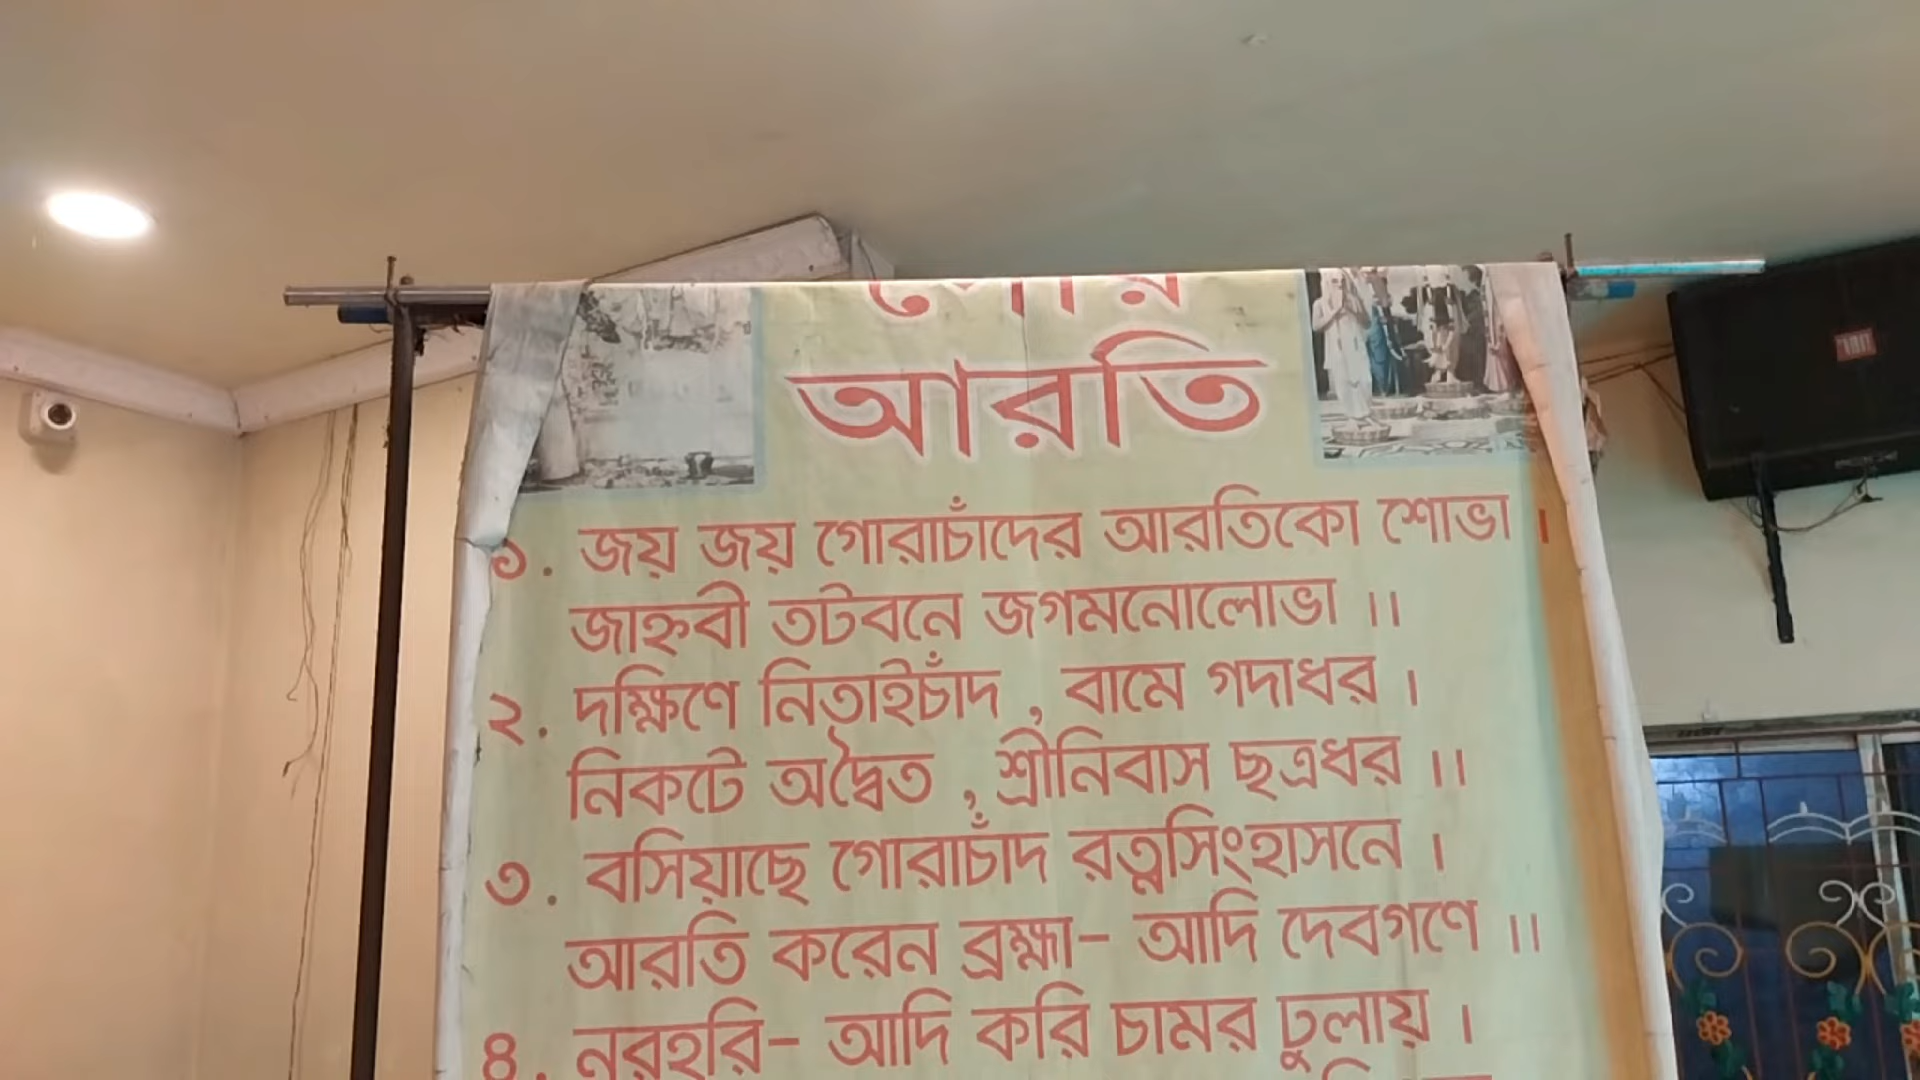 আরতি
১. জয় জয় গোরাচাঁদের আরতিকো শোভা ।
জাহ্নবী তটবনে জগমনোলোভা ।।
২. দক্ষিণে নিতাইচাঁদ , বামে গদাধর ।
নিকটে অদ্বৈত , শ্রীনিবাস ছত্রধর ।।
৩. বসিয়াছে গোরাচাঁদ রত্নসিংহাসনে ।
আরতি করেন ব্রহ্মা- আদি দেবগণে ।।
৪. নরহরি- আদি করি চামর ঢুলায় ।